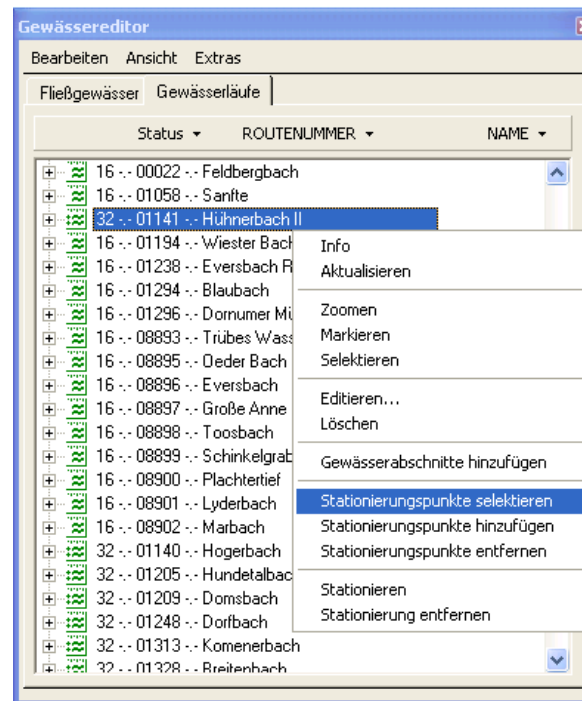 Gewässereditor
Bearbeiten Ansicht Extras
Fließgewässer Gewässerläufe
Status ROUTENUMMER NAME
16 -.- 00022 -.- Feldbergbach
16 -.- 01058 -.- Sanfte
32 -.- 01141 -.- Hühnerbach II
16 -.- 01194 -.- Wiester Bach
16 -.- 01238 -.- Eversbach R
16 -.- 01294 -.- Blaubach
16 -.- 01296 -.- Dornumer Mü
16 -.- 08893 -.- Trübes Wass
16 -.- 08895 -.- Oeder Bach
16 -.- 08896 -.- Eversbach
16 -.- 08897 -.- Große Anne
16 -.- 08898 -.- Toosbach
16 -.- 08899 -.- Schinkelgrab
16 -.- 08900 -.- Plachtertief
16 -.- 08901 -.- Lyderbach
16 -.- 08902 -.- Marbach
32 -.- 01140 -.- Hogerbach
32 -.- 01205 -.- Hundetalbac
32 -.- 01209 -.- Domsbach
32 -.- 01248 -.- Dorfbach
32 -.- 01313 -.- Komenerbach
32 -.- 01328 -.- Breitenbach
Info
Aktualisieren
Zoomen
Markieren
Selektieren
Editieren...
Löschen
Gewässerabschnitte hinzufügen
Stationierungspunkte selektieren
Stationierungspunkte hinzufügen
Stationierungspunkte entfernen
Stationieren
Stationierung entfernen